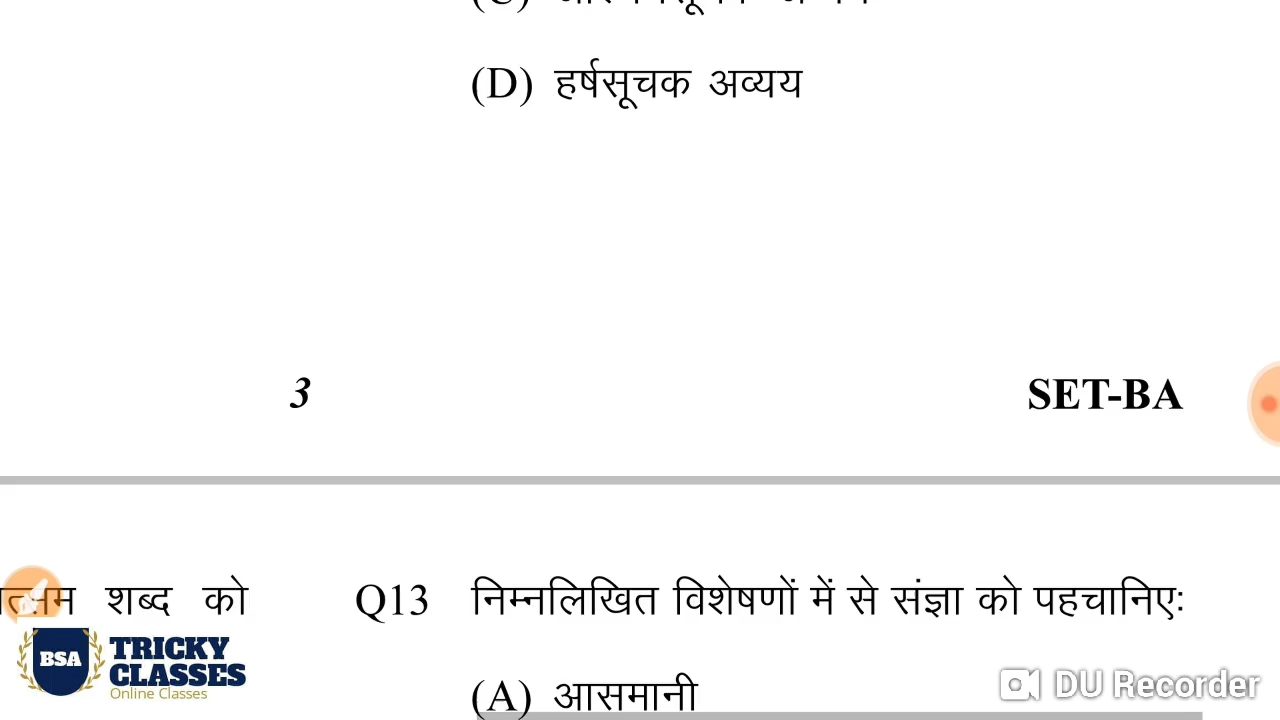 (D) हर्षसूचक अव्यय
3
SET-BA
शब्द को
Q13 निम्नलिखित विशेषणों में से संज्ञा को पहचानिए:
(A) आसमानी
BSA TRICKY
CLASSES
Online Classes
DU Recorder